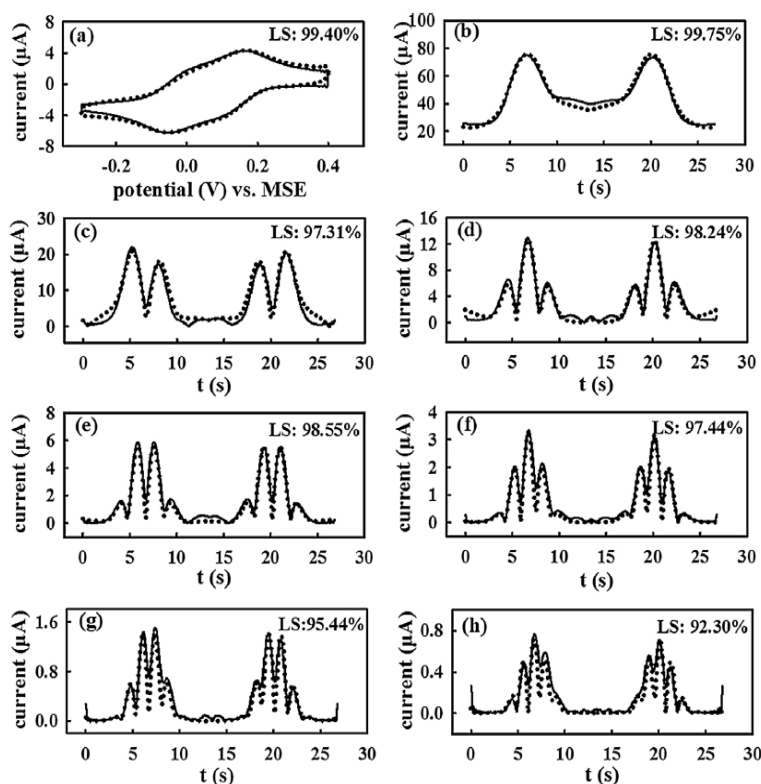 (a) LS: 99.40%
current (µA)
8
4
0
-4
-8
-0.2 0.0 0.2 0.4
potential (V) vs. MSE
(b) LS: 99.75%
current (µA)
100
80
60
40
20
0 5 10 15 20 25 30
t (s)
(c) LS: 97.31%
current (µA)
30
20
10
0
0 5 10 15 20 25 30
t (s)
(d) LS: 98.24%
current (µA)
16
12
8
4
0
0 5 10 15 20 25 30
t (s)
(e) LS: 98.55%
current (µA)
8
6
4
2
0
0 5 10 15 20 25 30
t (s)
(f) LS: 97.44%
current (µA)
4
3
2
1
0
0 5 10 15 20 25 30
t (s)
(g) LS:95.44%
current (µA)
1.6
0.8
0.0
0 5 10 15 20 25 30
t (s)
(h) LS: 92.30%
current (µA)
0.8
0.4
0.0
0 5 10 15 20 25 30
t (s)